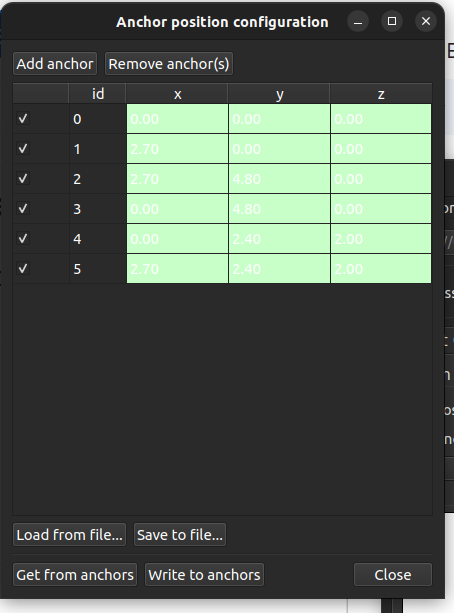 Anchor position configuration
Add anchor Remove anchor(s)
id x y z
0 0.00 0.00 0.00
1 2.70 0.00 0.00
2 2.70 4.80 0.00
3 0.00 4.80 0.00
4 0.00 2.40 2.00
5 2.70 2.40 2.00
Load from file... Save to file...
Get from anchors Write to anchors Close